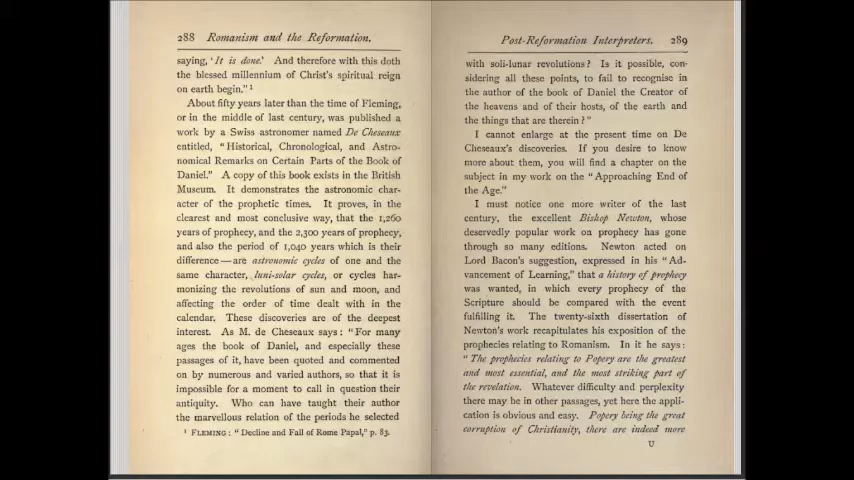 288 Romanism and the Reformation.
saying, 'It is done.' And therefore with this doth
the blessed millennium of Christ's spiritual reign
on earth begin." 1
About fifty years later than the time of Fleming,
or in the middle of last century, was published a
work by a Swiss astronomer named De Cheseaux
entitled, "Historical, Chronological, and Astro-
nomical Remarks on Certain Parts of the Book of
Daniel." A copy of this book exists in the British
Museum. It demonstrates the astronomic char-
acter of the prophetic times. It proves, in the
clearest and most conclusive way, that the 1,260
years of prophecy, and the 2,300 years of prophecy,
and also the period of 1,040 years which is their
difference—are astronomic cycles of one and the
same character, luni-solar cycles, or cycles har-
monizing the revolutions of sun and moon, and
affecting the order of time dealt with in the
calendar. These discoveries are of the deepest
interest. As M. de Cheseaux says: "For many
ages the book of Daniel, and especially these
passages of it, have been quoted and commented
on by numerous and varied authors, so that it is
impossible for a moment to call in question their
antiquity. Who can have taught their author
the marvellous relation of the periods he selected
1 FLEMING: "Decline and Fall of Rome Papal," p. 83.
Post-Reformation Interpreters. 289
with soli-lunar revolutions? Is it possible, con-
sidering all these points, to fail to recognise in
the author of the book of Daniel the Creator of
the heavens and of their hosts, of the earth and
the things that are therein?"
I cannot enlarge at the present time on De
Cheseaux's discoveries. If you desire to know
more about them, you will find a chapter on the
subject in my work on the "Approaching End of
the Age."
I must notice one more writer of the last
century, the excellent Bishop Newton, whose
deservedly popular work on prophecy has gone
through so many editions. Newton acted on
Lord Bacon's suggestion, expressed in his "Ad-
vancement of Learning," that a history of prophecy
was wanted, in which every prophecy of the
Scripture should be compared with the event
fulfilling it. The twenty-sixth dissertation of
Newton's work recapitulates his exposition of the
prophecies relating to Romanism. In it he says:
"The prophecies relating to Popery are the greatest
and most essential, and the most striking part of
the revelation. Whatever difficulty and perplexity
there may be in other passages, yet here the appli-
cation is obvious and easy. Popery being the great
corruption of Christianity, there are indeed more
U